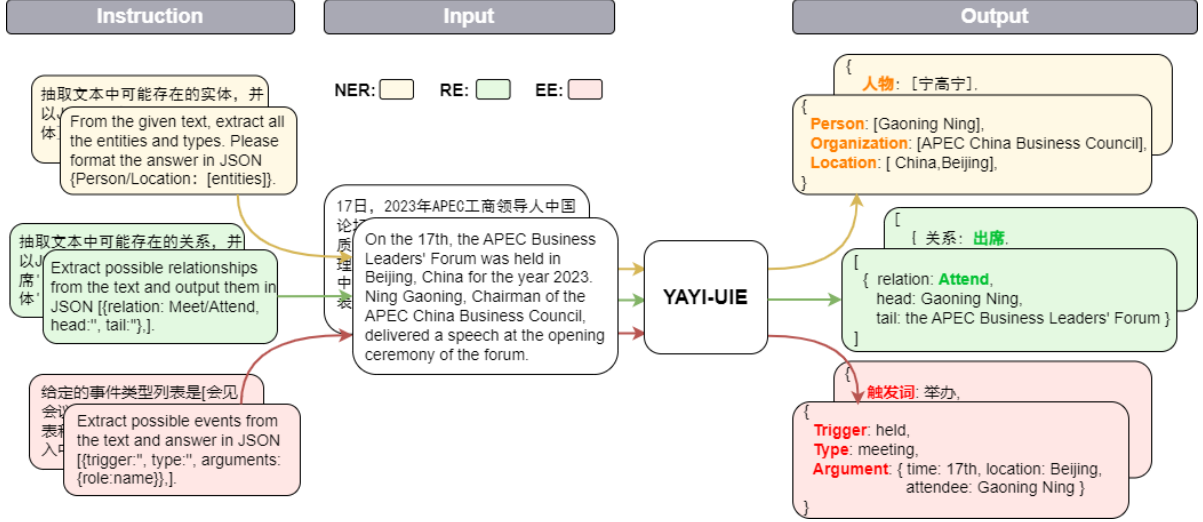 Instruction
Input
Output
NER:
RE:
EE:
抽取文本中可能存在的实体，并
以J
体
From the given text, extract all
the entities and types. Please
format the answer in JSON
{Person/Location：[entities]}.
抽取文本中可能存在的关系，并
以J
席'
体'
Extract possible relationships
from the text and output them in
JSON [{relation: Meet/Attend,
head:'', tail:''},].
给定的事件类型列表是[会见
会议
表
入中
Extract possible events from
the text and answer in JSON
[{trigger:'', type:'', arguments:
{role:name}},].
17日，2023年APEC工商领导人中国
论坛
质
理
中
表
On the 17th, the APEC Business
Leaders' Forum was held in
Beijing, China for the year 2023.
Ning Gaoning, Chairman of the
APEC China Business Council,
delivered a speech at the opening
ceremony of the forum.
YAYI-UIE
{
人物：[宁高宁],
{
Person: [Gaoning Ning],
Organization: [APEC China Business Council],
Location: [ China,Beijing],
}
[
{ 关系：出席,
[
{ relation: Attend,
head: Gaoning Ning,
tail: the APEC Business Leaders' Forum }
]
{
触发词: 举办,
{
Trigger: held,
Type: meeting,
Argument: { time: 17th, location: Beijing,
attendee: Gaoning Ning }
}